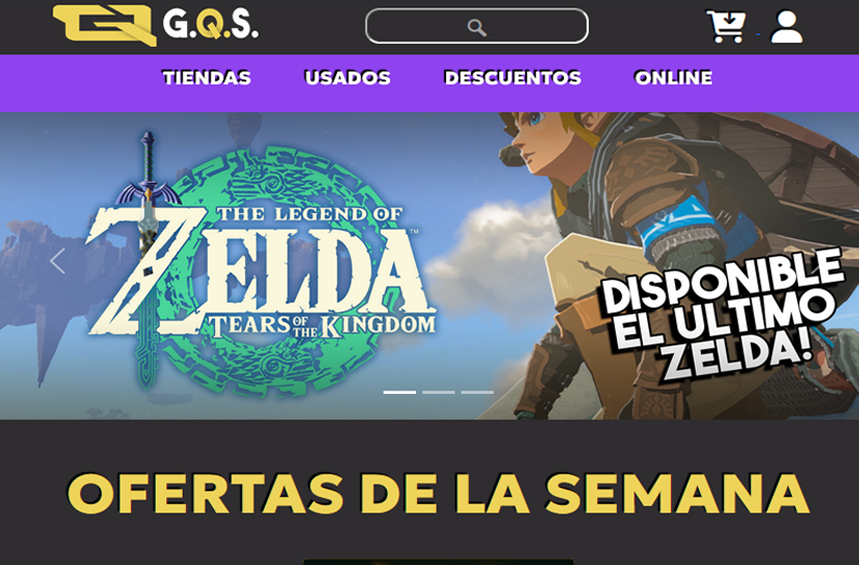 G.Q.S.
TIENDAS USADOS DESCUENTOS ONLINE
THE LEGEND OF
ZELDA™
TEARS OF THE KINGDOM
DISPONIBLE
EL ULTIMO
ZELDA!
OFERTAS DE LA SEMANA